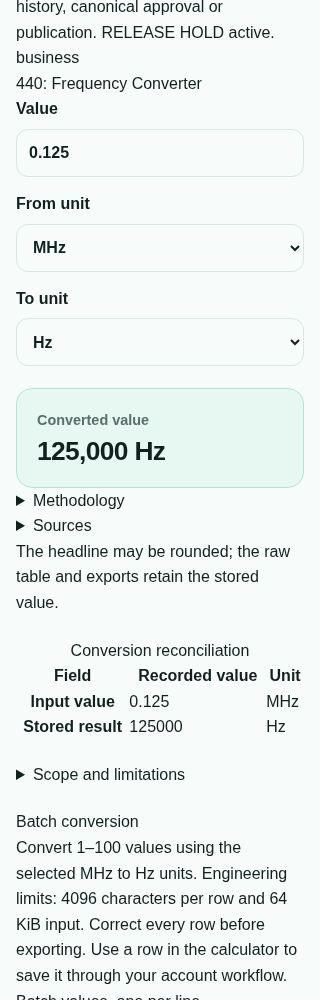 history, canonical approval or
publication. RELEASE HOLD active.
business
440: Frequency Converter
Value
0.125
From unit
MHz
To unit
Hz
Converted value
125,000 Hz
Methodology
Sources
The headline may be rounded; the raw
table and exports retain the stored
value.
Conversion reconciliation
Field Recorded value Unit
Input value 0.125 MHz
Stored result 125000 Hz
Scope and limitations
Batch conversion
Convert 1–100 values using the
selected MHz to Hz units. Engineering
limits: 4096 characters per row and 64
KiB input. Correct every row before
exporting. Use a row in the calculator to
save it through your account workflow.
Batch values, one per line